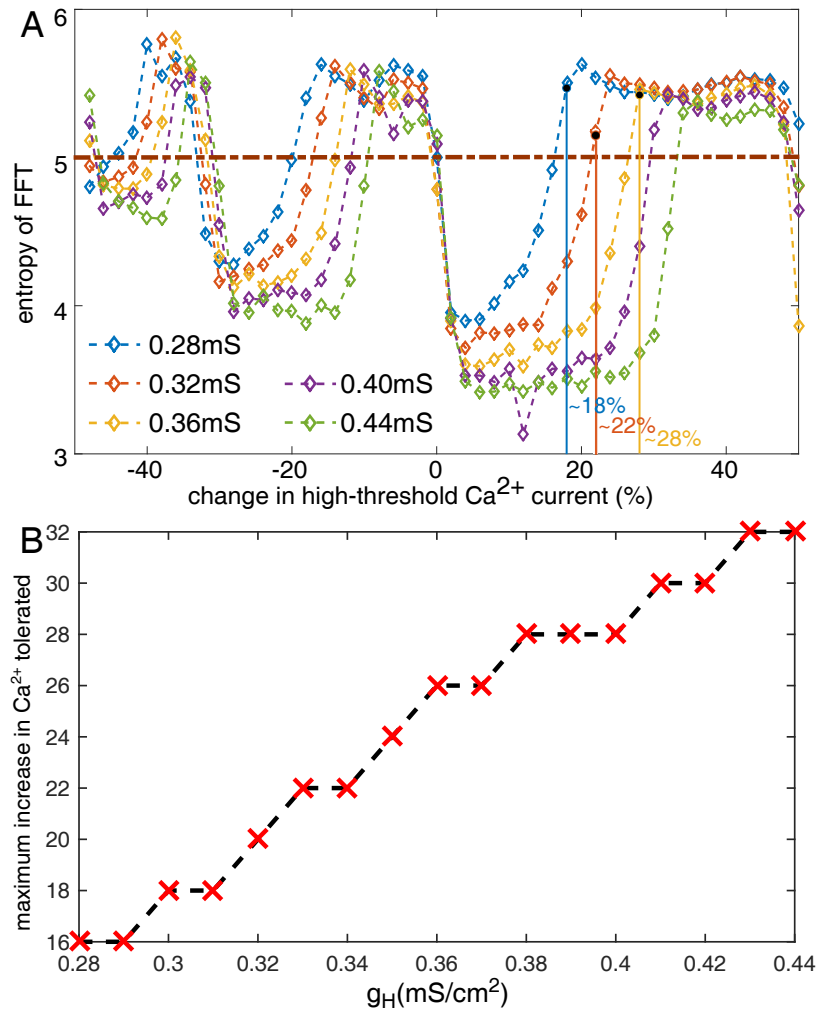 A
6
5
4
3
entropy of FFT
0.28mS
0.32mS
0.36mS
0.40mS
0.44mS
~18%
~22%
~28%
-40
-20
0
20
40
change in high-threshold Ca²⁺ current (%)
B
32
30
28
26
24
22
20
18
16
maximum increase in Ca²⁺ tolerated
0.28
0.3
0.32
0.34
0.36
0.38
0.4
0.42
0.44
g_H(mS/cm²)